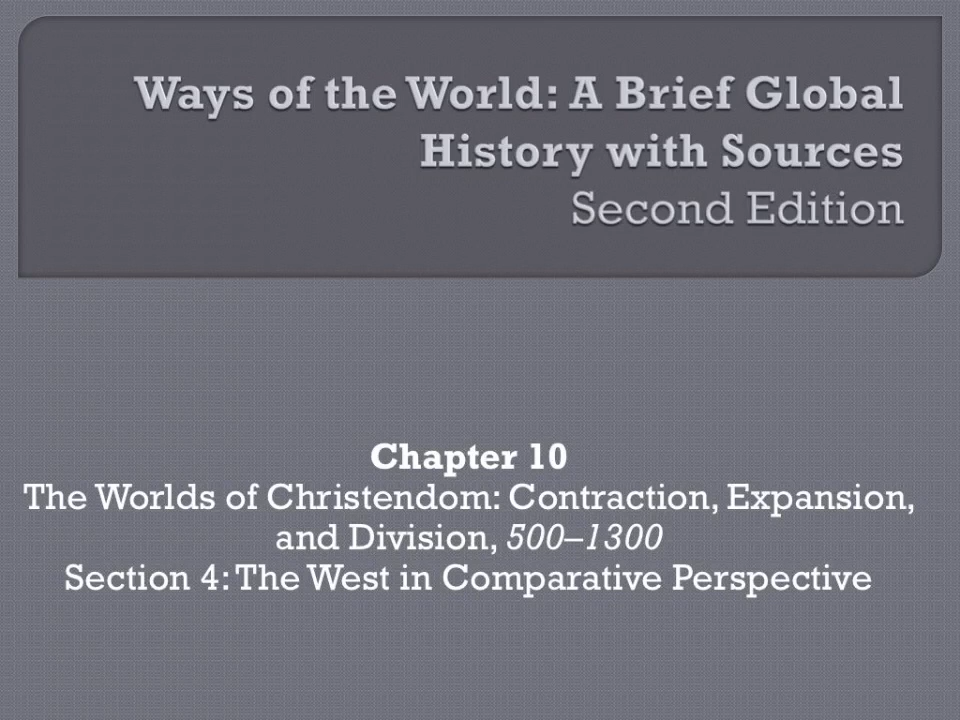 Ways of the World: A Brief Global
History with Sources
Second Edition
Chapter 10
The Worlds of Christendom: Contraction, Expansion,
and Division, 500–1300
Section 4: The West in Comparative Perspective